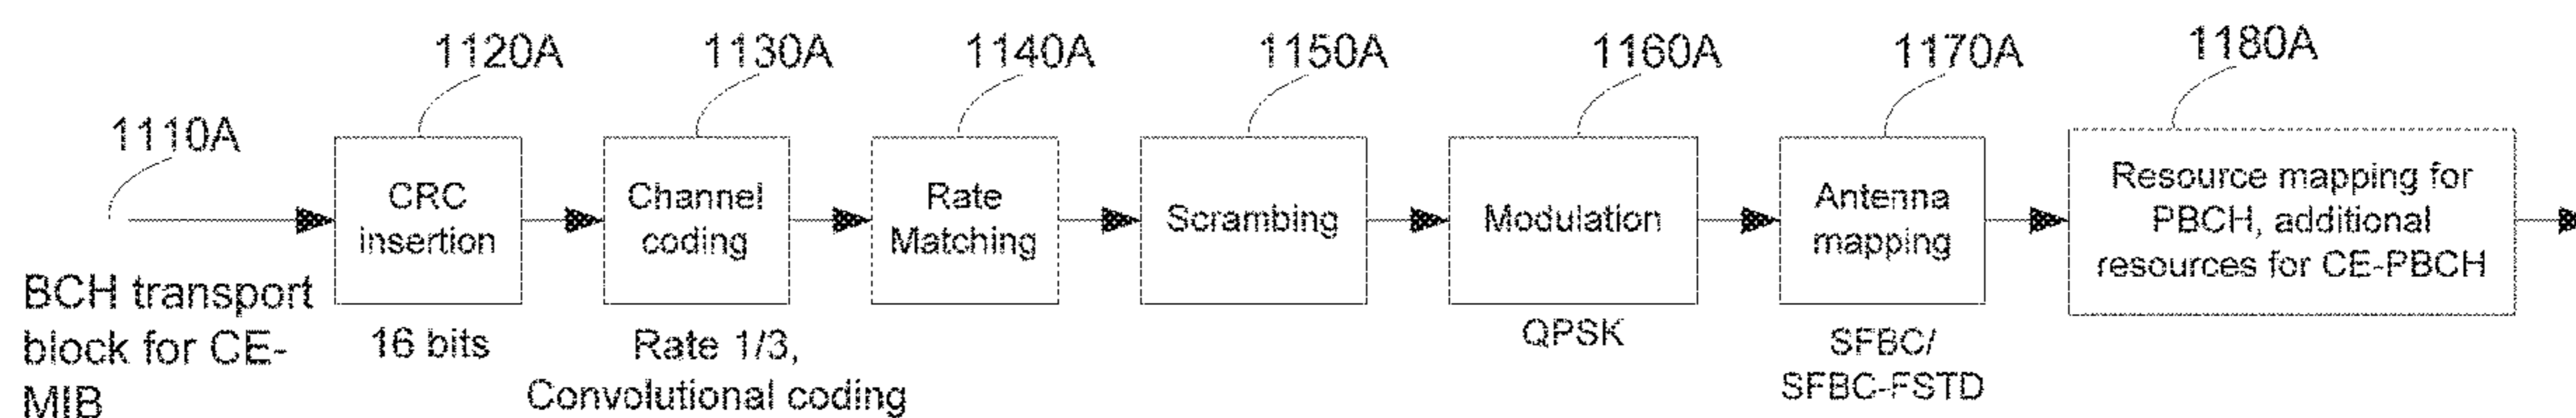 1120A
1130A
1140A
1150A
1160A
1170A
1180A
1110A
CRC
insertion
Channel
coding
Rate
Matching
Scrambing
Modulation
Antenna
mapping
Resource mapping for
PBCH, additional
resources for CE-PBCH
BCH transport
block for CE-
MIB
16 bits
Rate 1/3,
Convolutional coding
QPSK
SFBC/
SFBC-FSTD